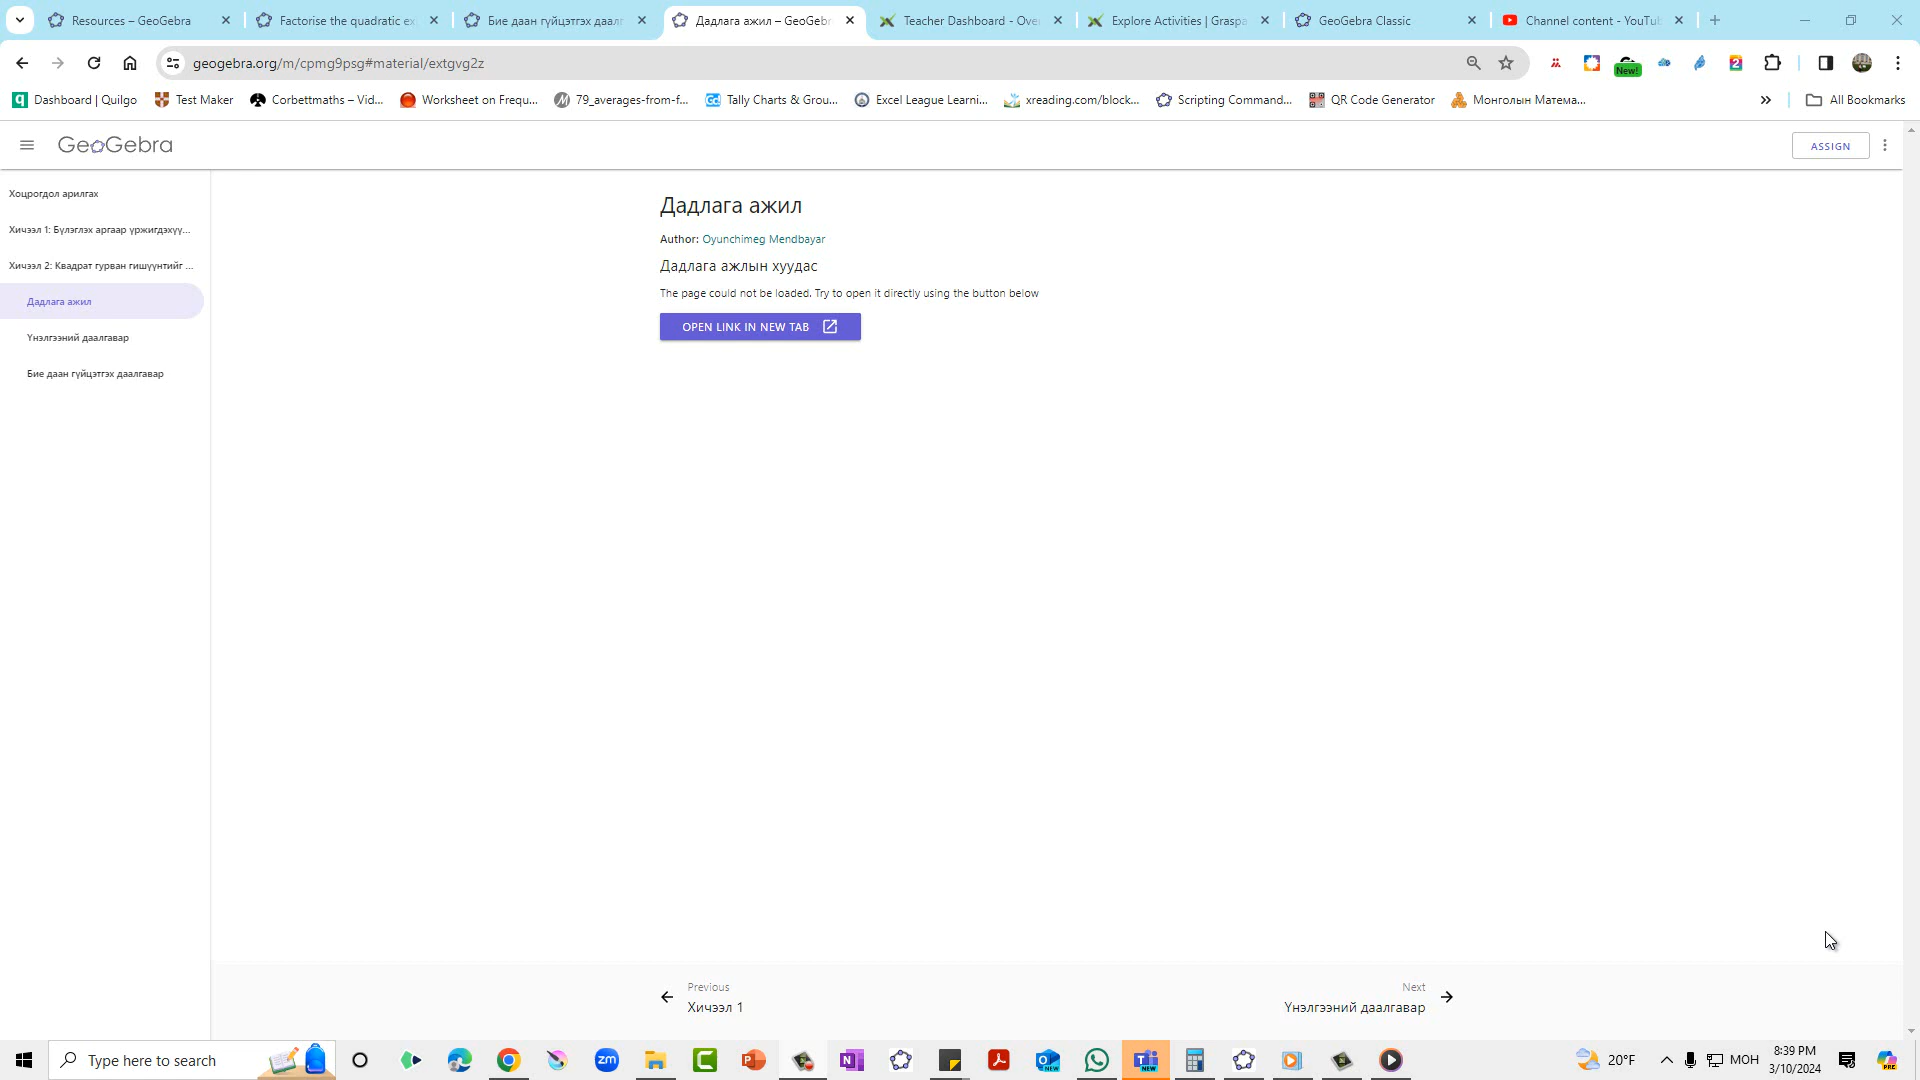 Resources – GeoGebra
Factorise the quadratic ex
Бие даан гүйцэтгэх даалг
Дадлага ажил – GeoGebr
Teacher Dashboard - Ove
Explore Activities | Graspa
GeoGebra Classic
Channel content - YouTub
geogebra.org/m/cpmg9psg#material/extgvg2z
New!
2
Dashboard | Quilgo
Test Maker
Corbettmaths – Vid...
Worksheet on Frequ...
79_averages-from-f...
Tally Charts & Grou...
Excel League Learni...
xreading.com/block...
Scripting Command...
QR Code Generator
Монголын Матема...
All Bookmarks
GeoGebra
ASSIGN
Хоцрогдол арилгах
Хичээл 1: Бүлэглэх аргаар үржигдэхүү...
Хичээл 2: Квадрат гурван гишүүнтийг ...
Дадлага ажил
Үнэлгээний даалгавар
Бие даан гүйцэтгэх даалгавар
Дадлага ажил
Author: Oyunchimeg Mendbayar
Дадлага ажлын хуудас
The page could not be loaded. Try to open it directly using the button below
OPEN LINK IN NEW TAB
Previous
Хичээл 1
Next
Үнэлгээний даалгавар
Type here to search
20°F
МОН
8:39 PM
3/10/2024